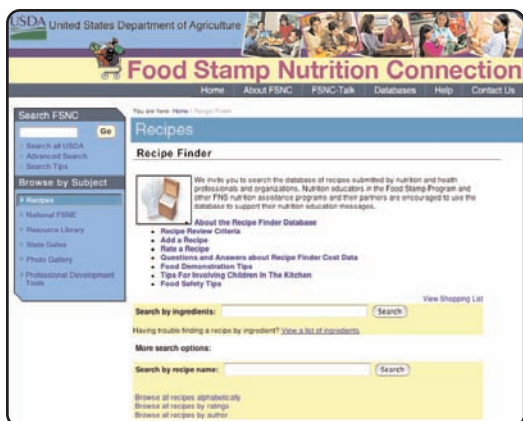 USDA United States Department of Agriculture
Food Stamp Nutrition Connection
Home About FSNC FSNC-Talk Databases Help Contact Us
Search FSNC
Go
Search all USDA
Advanced Search
Search Tips
Browse by Subject
Recipes
National FSNE
Resource Library
State Gates
Photo Gallery
Professional Development
Tools
You are here: Home / Recipe Finder
Recipes
Recipe Finder
We invite you to search the database of recipes submitted by nutrition and health
professionals and organizations. Nutrition educators in the Food Stamp Program and
other FNS nutrition assistance programs and their partners are encouraged to use the
database to support their nutrition education messages.
About the Recipe Finder Database
Recipe Review Criteria
Add a Recipe
Rate a Recipe
Questions and Answers about Recipe Finder Cost Data
Food Demonstration Tips
Tips For Involving Children In The Kitchen
Food Safety Tips
View Shopping List
Search by ingredients: Search
Having trouble finding a recipe by ingredient? View a list of ingredients
More search options:
Search by recipe name: Search
Browse all recipes alphabetically
Browse all recipes by ratings
Browse all recipes by author